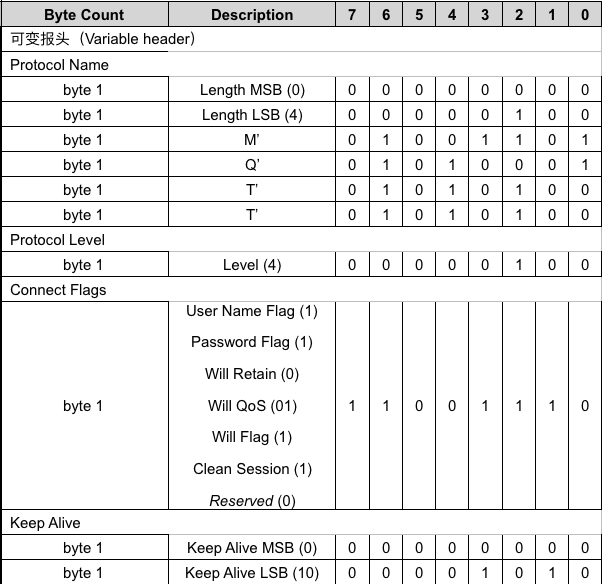 Byte Count Description 7 6 5 4 3 2 1 0
可变报头（Variable header）
Protocol Name
byte 1 Length MSB (0) 0 0 0 0 0 0 0 0
byte 1 Length LSB (4) 0 0 0 0 0 1 0 0
byte 1 M’ 0 1 0 0 1 1 0 1
byte 1 Q’ 0 1 0 1 0 0 0 1
byte 1 T’ 0 1 0 1 0 1 0 0
byte 1 T’ 0 1 0 1 0 1 0 0
Protocol Level
byte 1 Level (4) 0 0 0 0 0 1 0 0
Connect Flags
User Name Flag (1)
Password Flag (1)
Will Retain (0)
byte 1 Will QoS (01) 1 1 0 0 1 1 1 0
Will Flag (1)
Clean Session (1)
Reserved (0)
Keep Alive
byte 1 Keep Alive MSB (0) 0 0 0 0 0 0 0 0
byte 1 Keep Alive LSB (10) 0 0 0 0 1 0 1 0